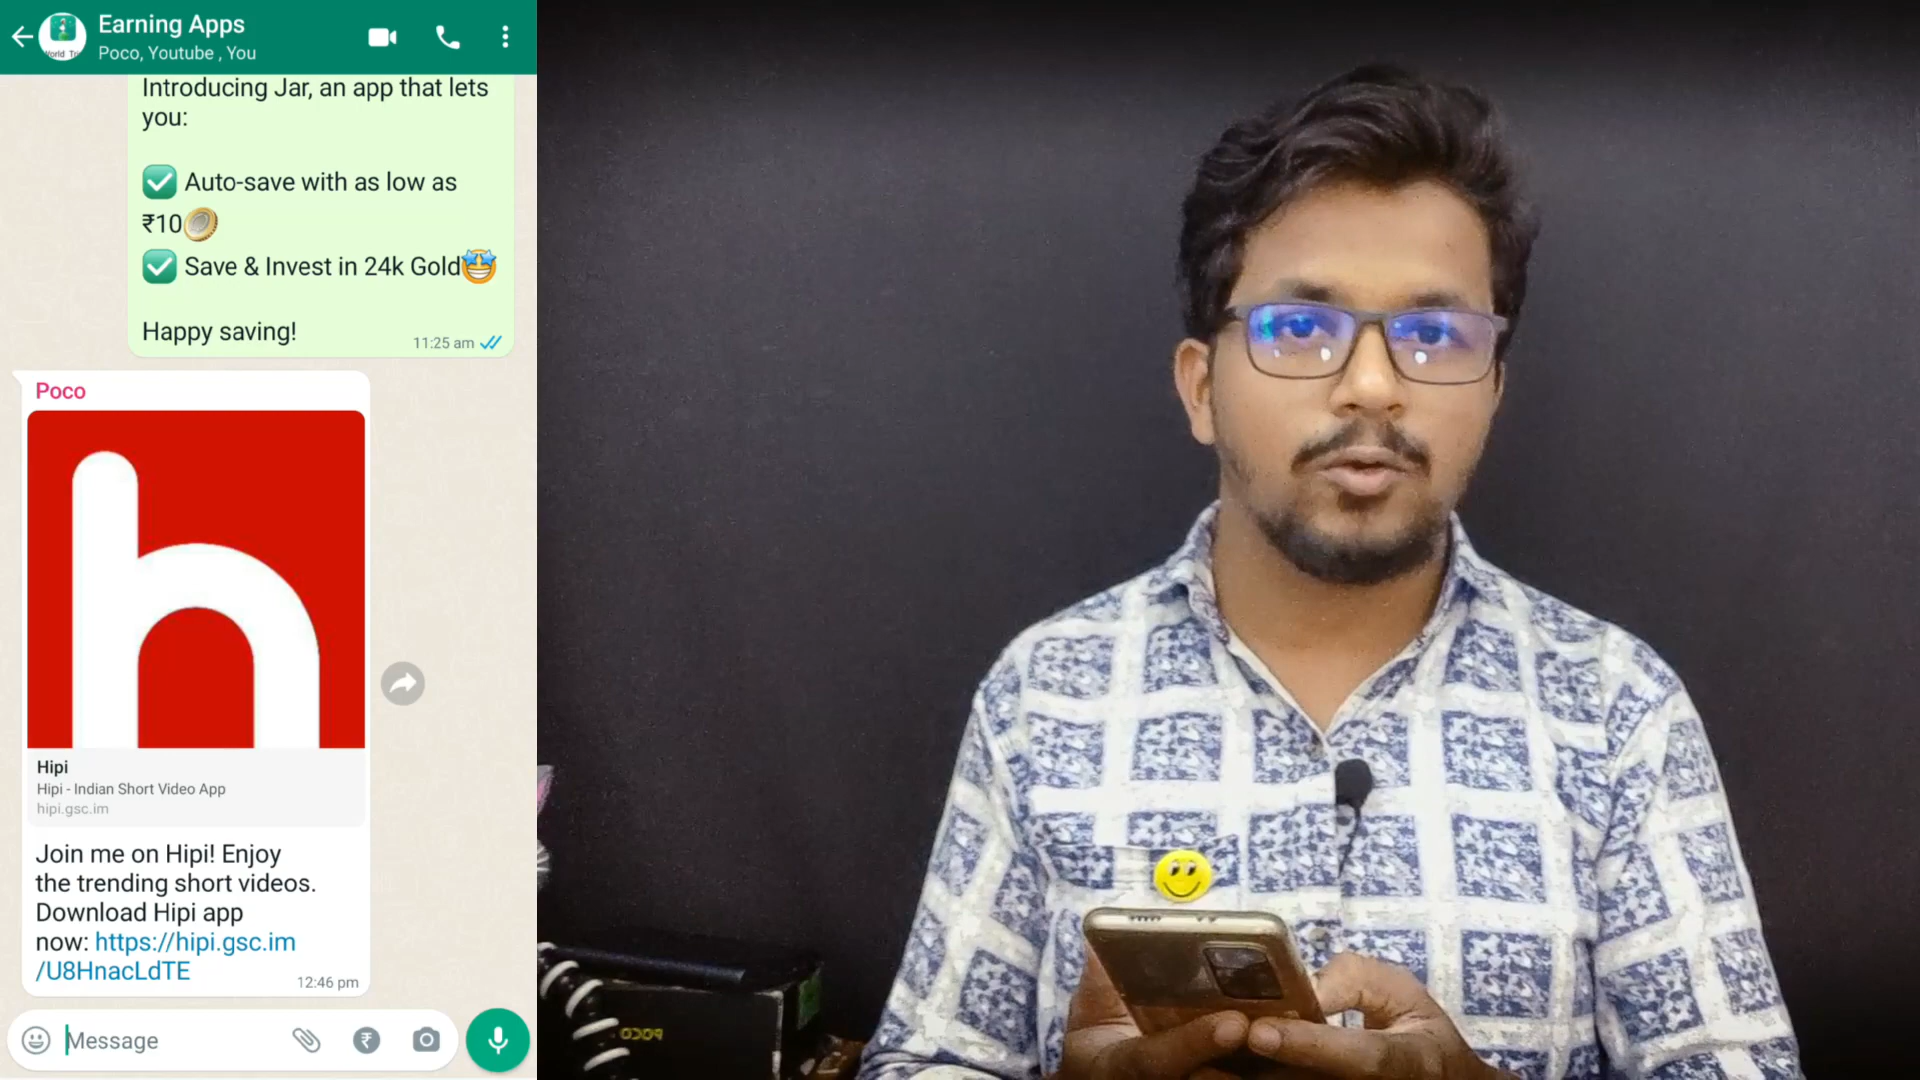 Earning Apps
Poco, Youtube , You
Introducing Jar, an app that lets
you:
✅ Auto-save with as low as
₹10🪙
✅ Save & Invest in 24k Gold🤩
Happy saving!
11:25 am
Poco
h
Hipi
Hipi - Indian Short Video App
hipi.gsc.im
Join me on Hipi! Enjoy
the trending short videos.
Download Hipi app
now: https://hipi.gsc.im
/U8HnacLdTE
12:46 pm
Message
POCO